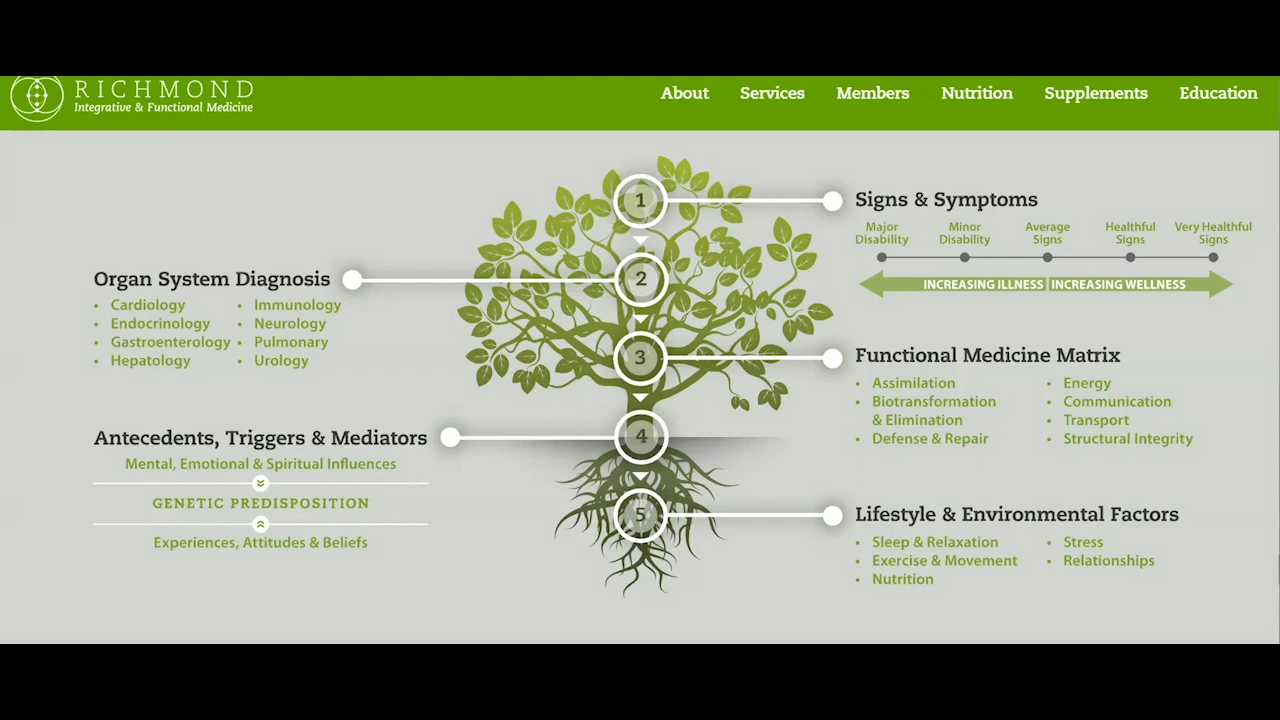 RICHMOND
Integrative & Functional Medicine
About Services Members Nutrition Supplements Education
1
Signs & Symptoms
Major Disability
Minor Disability
Average Signs
Healthful Signs
Very Healthful Signs
INCREASING ILLNESS | INCREASING WELLNESS
2
Organ System Diagnosis
• Cardiology
• Endocrinology
• Gastroenterology
• Hepatology
• Immunology
• Neurology
• Pulmonary
• Urology
3
Functional Medicine Matrix
• Assimilation
• Biotransformation
& Elimination
• Defense & Repair
• Energy
• Communication
• Transport
• Structural Integrity
4
Antecedents, Triggers & Mediators
Mental, Emotional & Spiritual Influences
GENETIC PREDISPOSITION
Experiences, Attitudes & Beliefs
5
Lifestyle & Environmental Factors
• Sleep & Relaxation
• Exercise & Movement
• Nutrition
• Stress
• Relationships